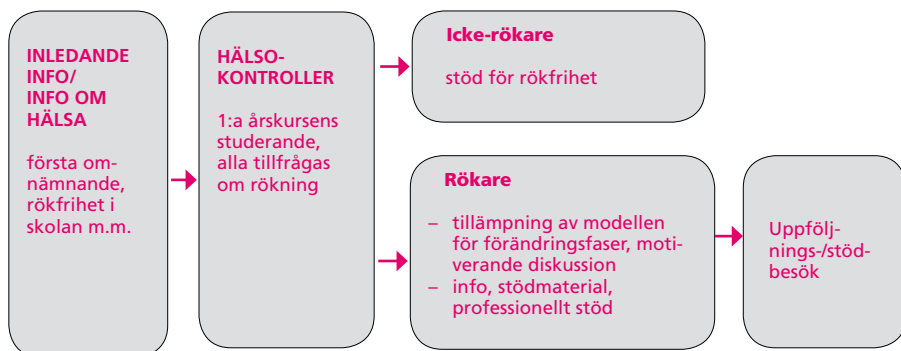 INLEDANDE
INFO/
INFO OM
HÄLSA
första om-
nämnande,
rökfrihet i
skolan m.m.
HÄLSO-
KONTROLLER
1:a årskursens
studerande,
alla tillfrågas
om rökning
Icke-rökare
stöd för rökfrihet
Rökare
– tillämpning av modellen
för förändringsfaser, moti-
verande diskussion
– info, stödmaterial,
professionellt stöd
Uppfölj-
nings-/stöd-
besök